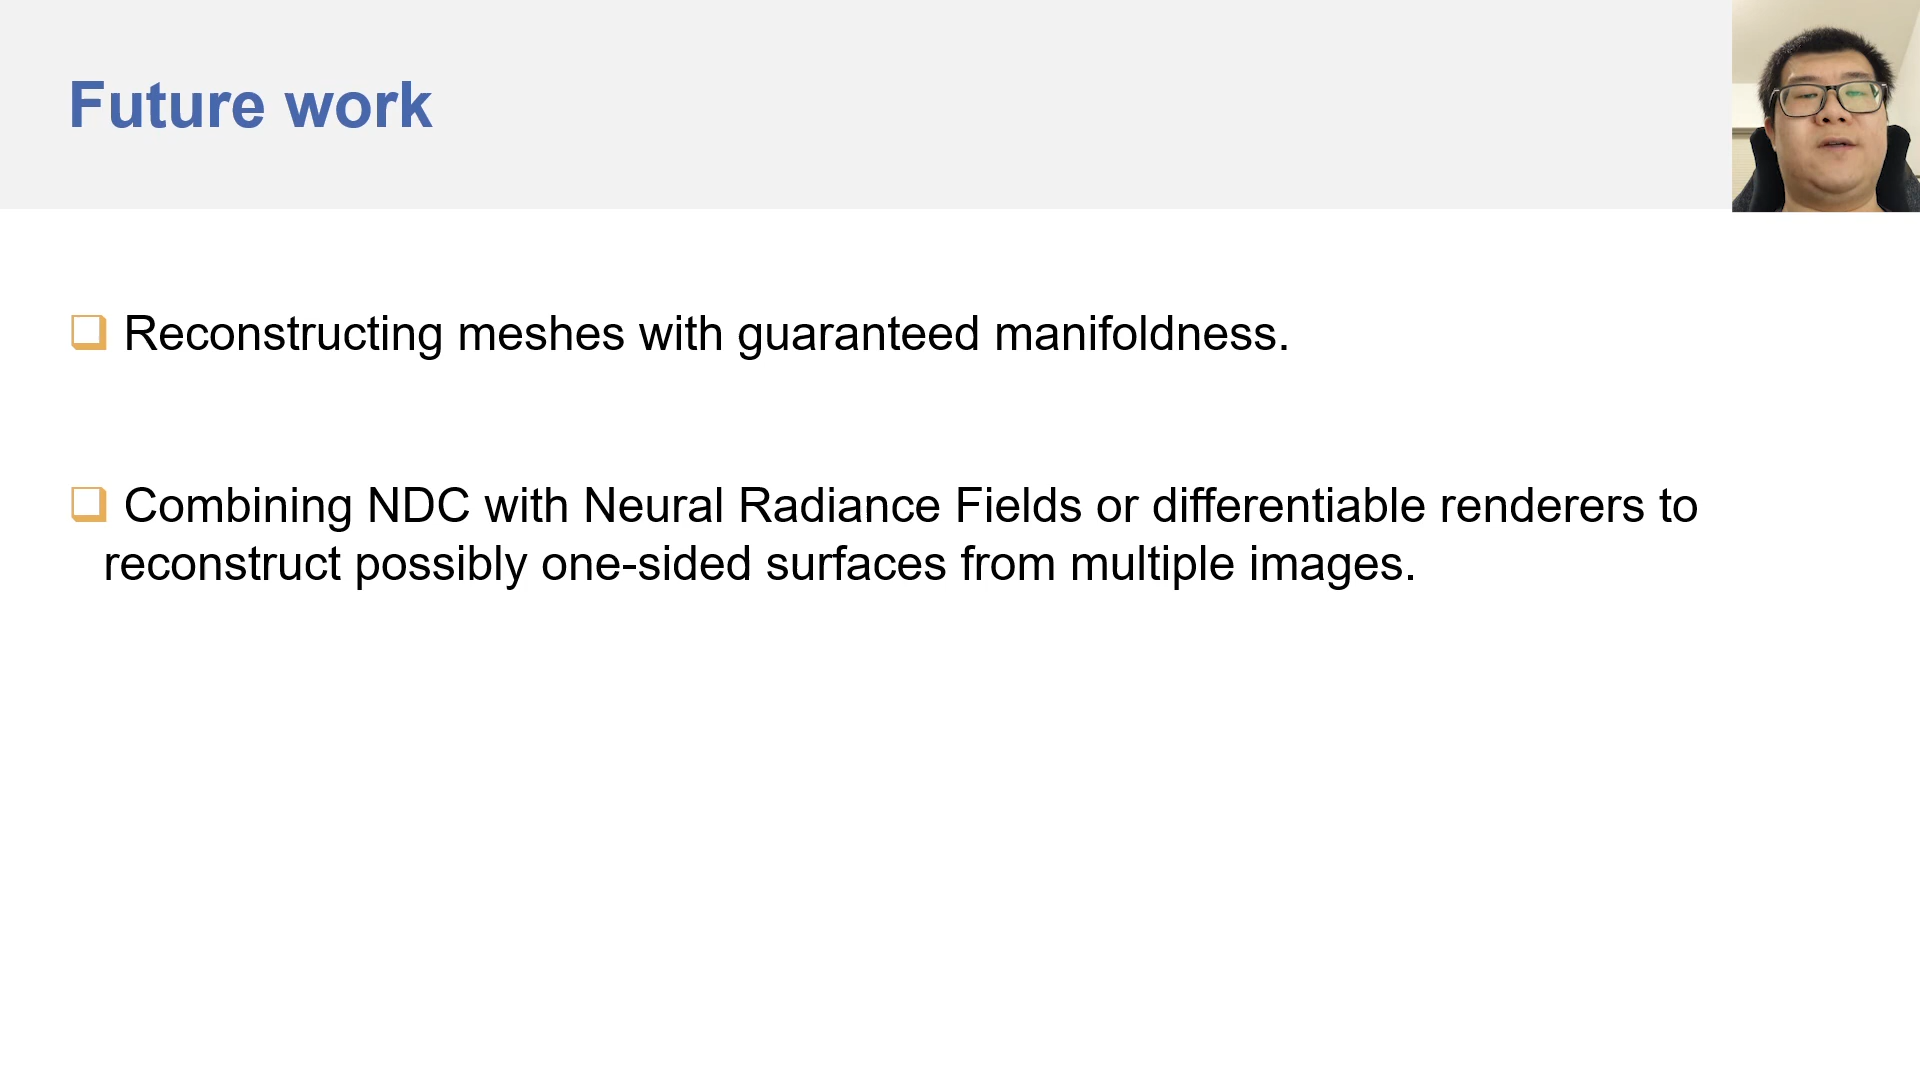 Future work
Reconstructing meshes with guaranteed manifoldness.
Combining NDC with Neural Radiance Fields or differentiable renderers to
reconstruct possibly one-sided surfaces from multiple images.